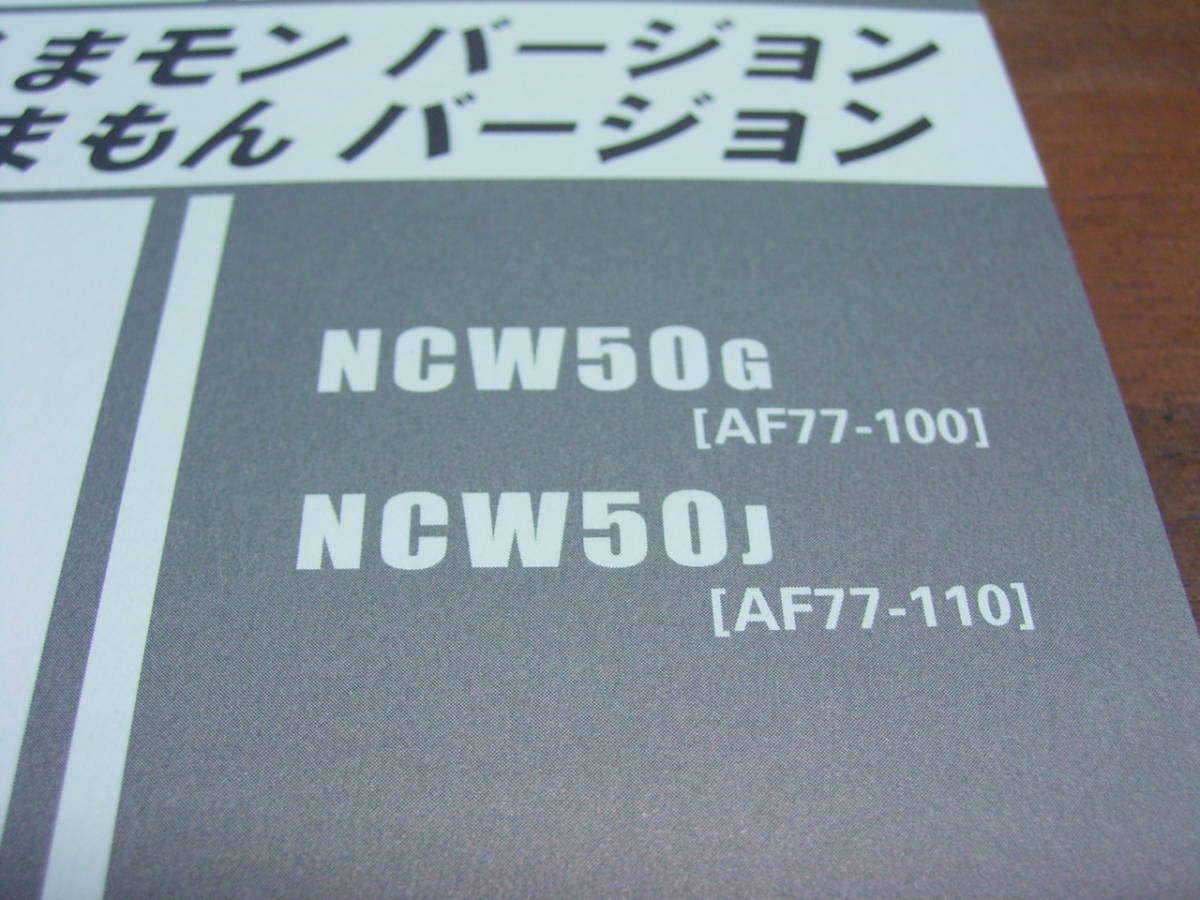 まモン バージョン
まもん バージョン
NCW50G
[AF77-100]
NCW50J
[AF77-110]